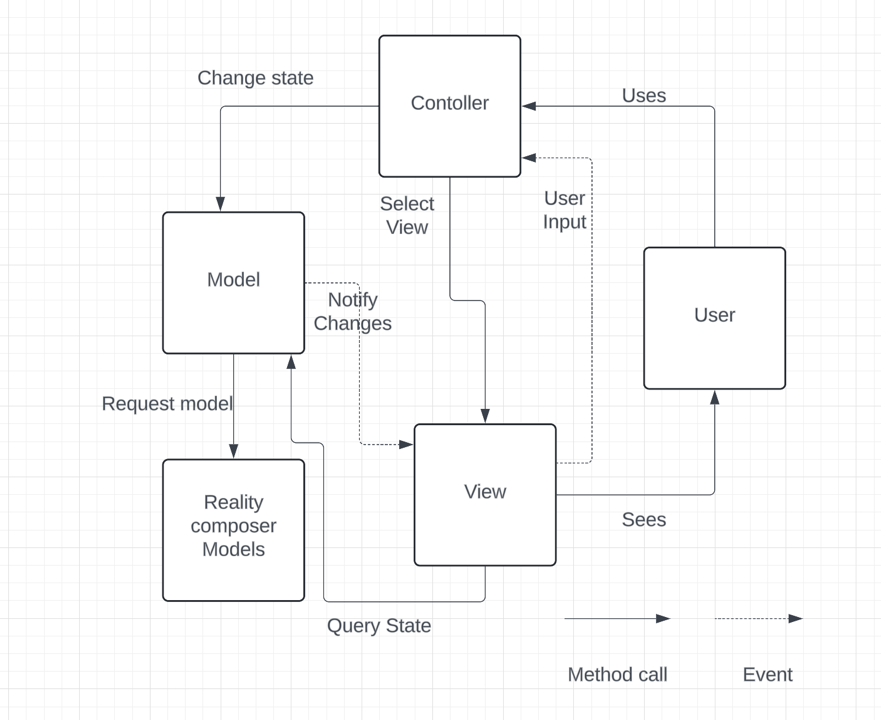 Change state
Contoller
Uses
Select
View
User
Input
Model
Notify
Changes
User
Request model
Reality
composer
Models
View
Sees
Query State
Method call
Event